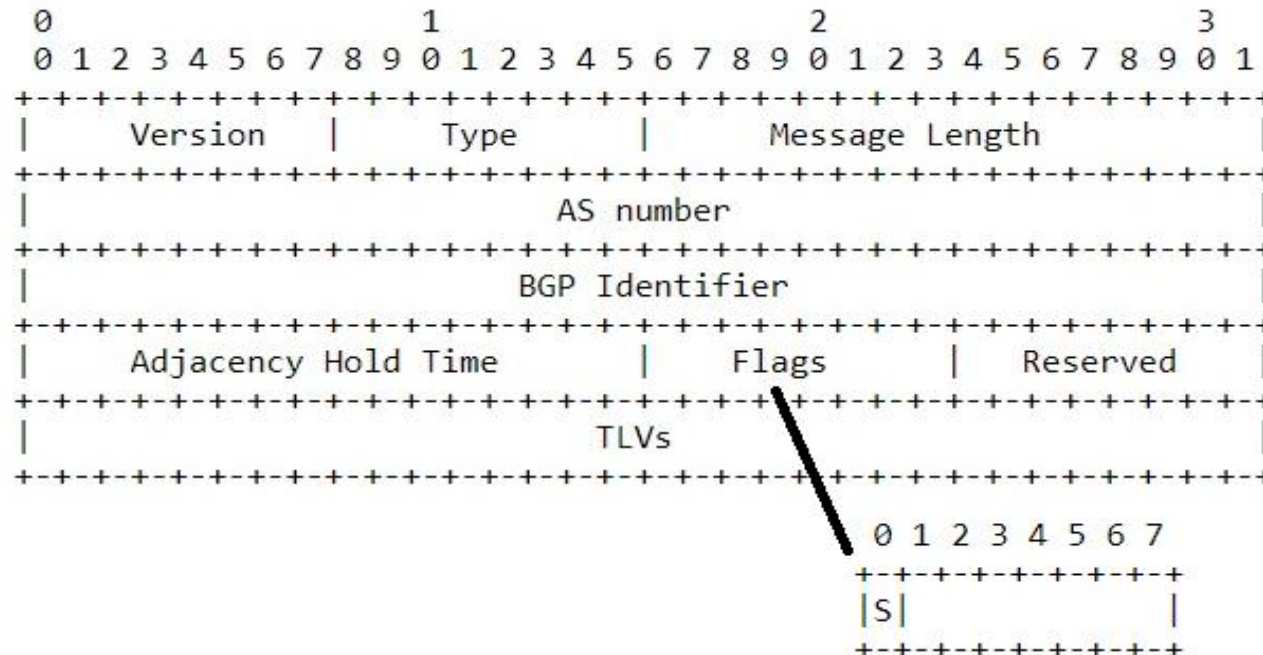 0                   1                   2                   3
0 1 2 3 4 5 6 7 8 9 0 1 2 3 4 5 6 7 8 9 0 1 2 3 4 5 6 7 8 9 0 1
+-+-+-+-+-+-+-+-+-+-+-+-+-+-+-+-+-+-+-+-+-+-+-+-+-+-+-+-+-+-+-+-+
|     Version   |     Type      |      Message Length           |
+-+-+-+-+-+-+-+-+-+-+-+-+-+-+-+-+-+-+-+-+-+-+-+-+-+-+-+-+-+-+-+-+
|                           AS number                           |
+-+-+-+-+-+-+-+-+-+-+-+-+-+-+-+-+-+-+-+-+-+-+-+-+-+-+-+-+-+-+-+-+
|                         BGP Identifier                        |
+-+-+-+-+-+-+-+-+-+-+-+-+-+-+-+-+-+-+-+-+-+-+-+-+-+-+-+-+-+-+-+-+
|     Adjacency Hold Time       |    Flags      |   Reserved    |
+-+-+-+-+-+-+-+-+-+-+-+-+-+-+-+-+-+-+-+-+-+-+-+-+-+-+-+-+-+-+-+-+
|                             TLVs                              |
+-+-+-+-+-+-+-+-+-+-+-+-+-+-+-+-+-+-+-+-+-+-+-+-+-+-+-+-+-+-+-+-+
0 1 2 3 4 5 6 7
+-+-+-+-+-+-+-+-+
|S|             |
+-+-+-+-+-+-+-+-+